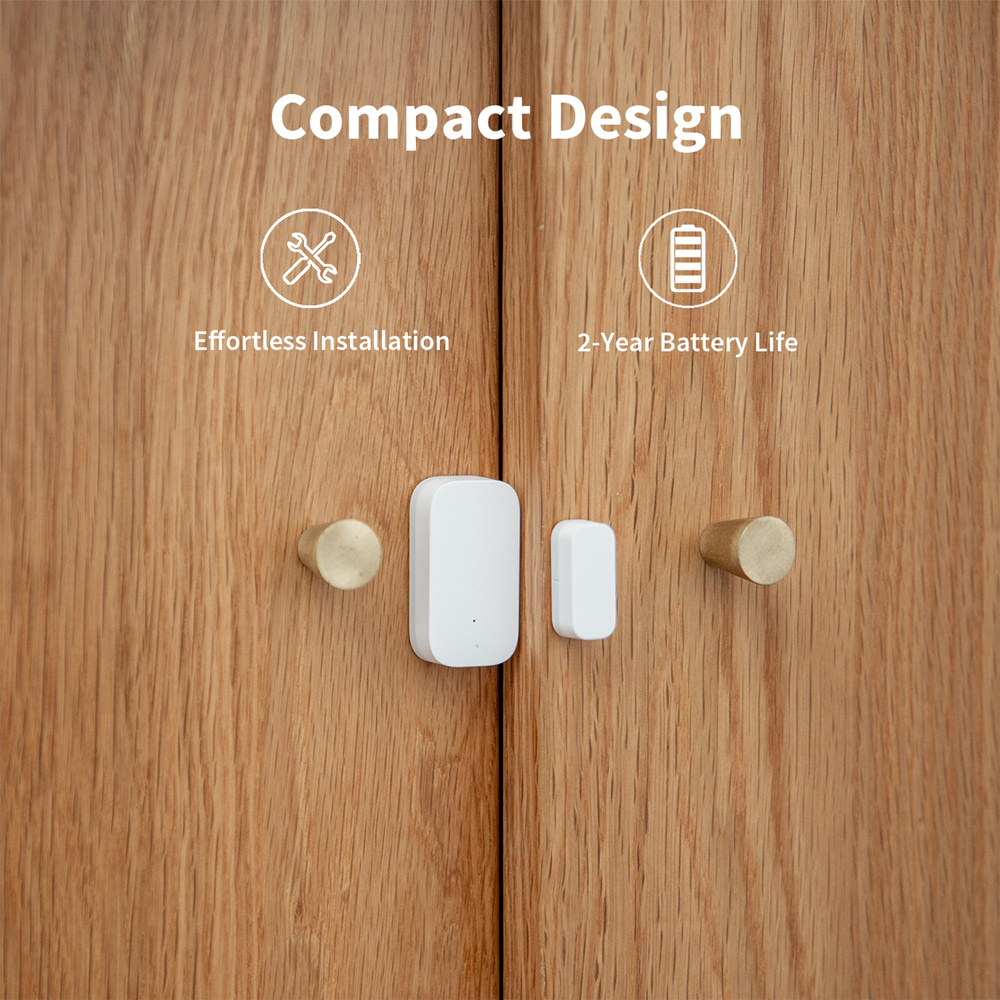 Compact Design
Effortless Installation
2-Year Battery Life